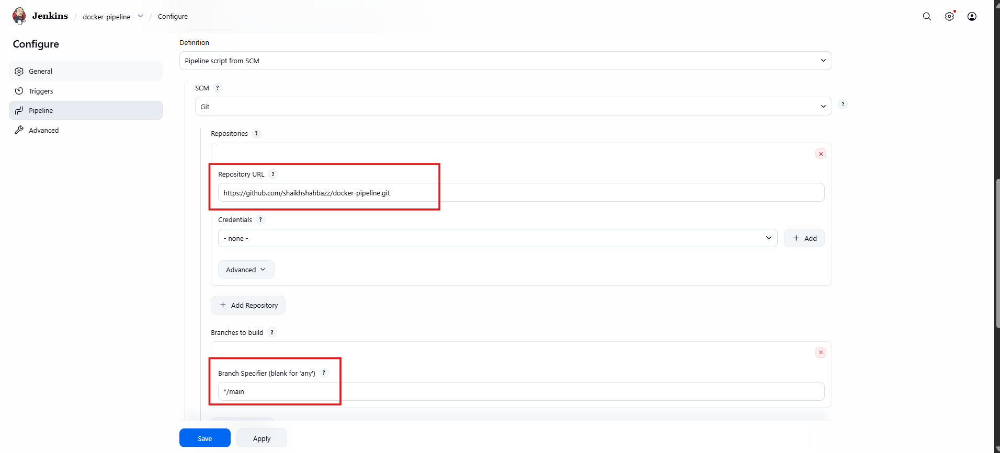 Jenkins / docker-pipeline / Configure
Configure
General
Triggers
Pipeline
Advanced
Definition
Pipeline script from SCM
SCM ?
Git
?
Repositories ?
Repository URL ?
https://github.com/shaikhshahbazz/docker-pipeline.git
Credentials ?
- none -
+ Add
Advanced
+ Add Repository
Branches to build ?
Branch Specifier (blank for 'any') ?
*/main
Save
Apply